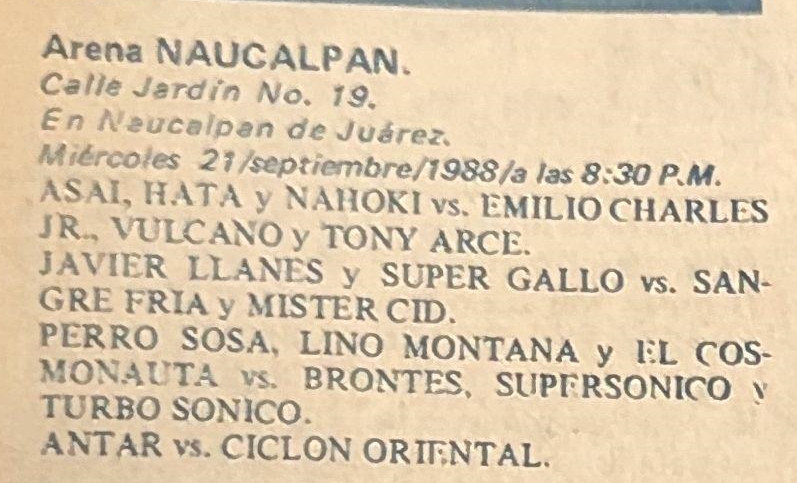 Arena NAUCALPAN.
Calle Jardín No. 19.
En Naucalpan de Juárez.
Miércoles 21/septiembre/1988/a las 8:30 P.M.
ASAI, HATA y NAHOKI vs. EMILIO CHARLES
JR., VULCANO y TONY ARCE.
JAVIER LLANES y SUPER GALLO vs. SAN-
GRE FRIA y MISTER CID.
PERRO SOSA, LINO MONTANA y EL COS-
MONAUTA vs. BRONTES, SUPERSONICO y
TURBO SONICO.
ANTAR vs. CICLON ORIENTAL.